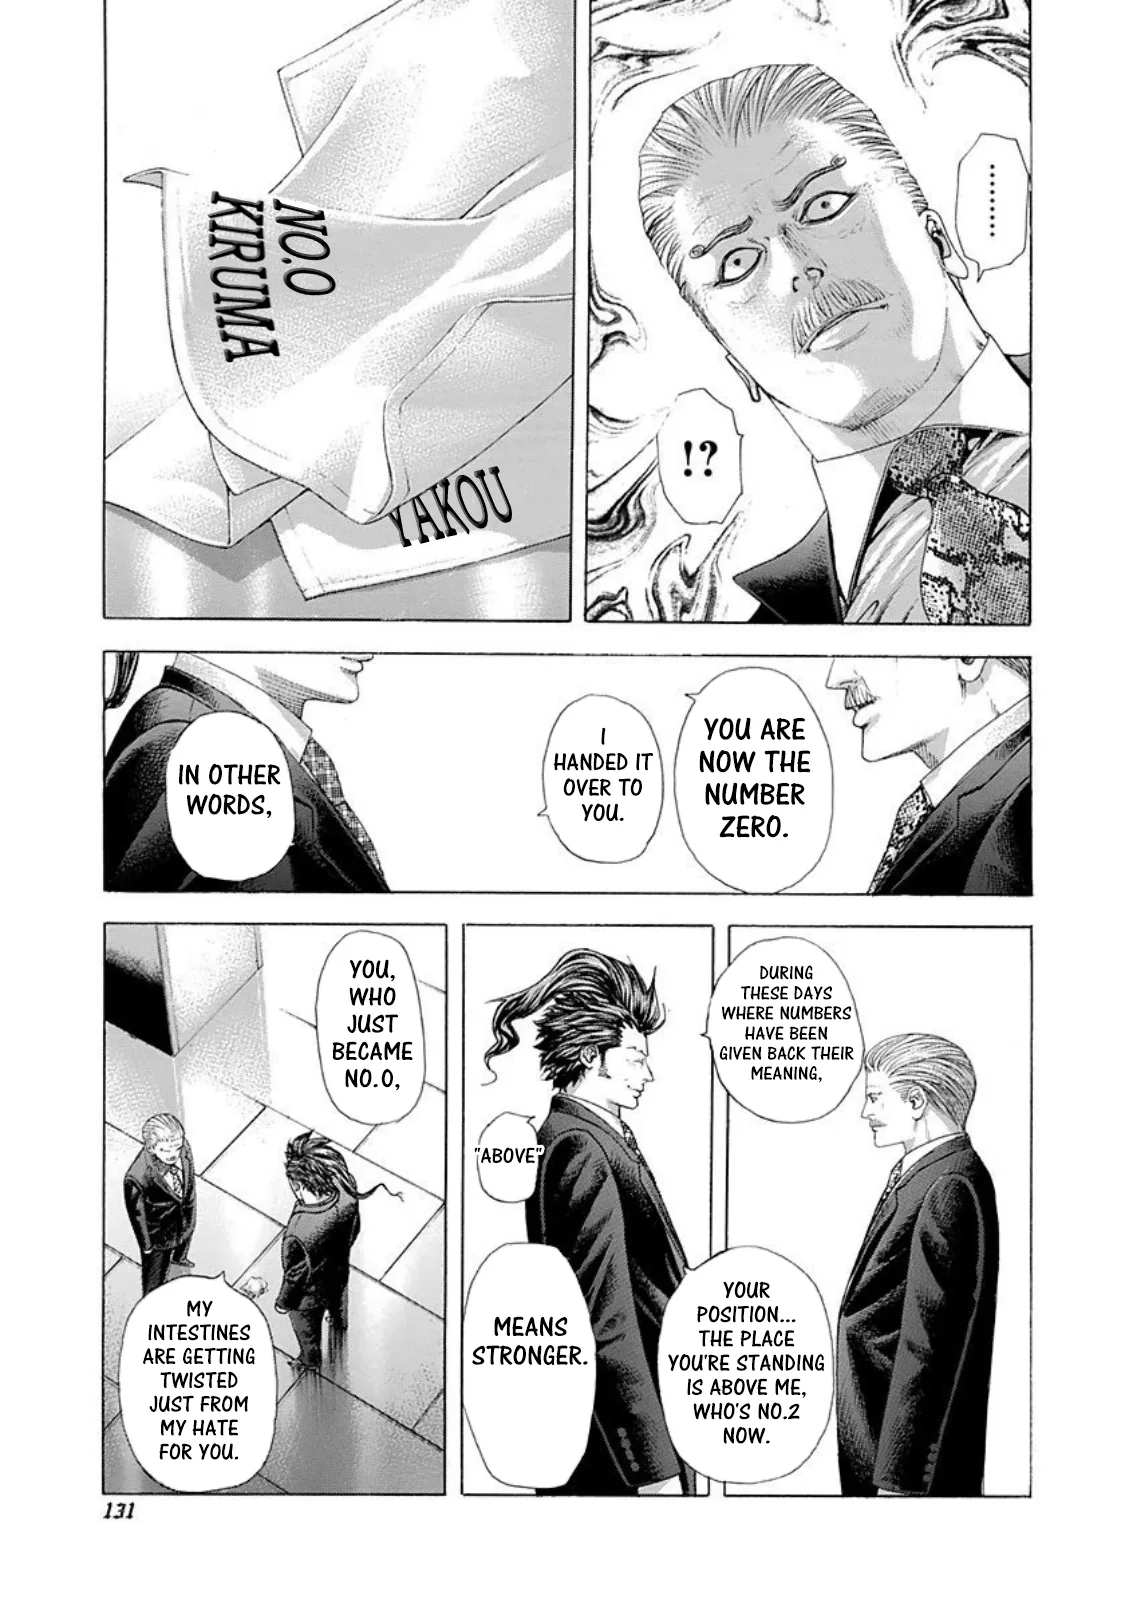 .........
!?
NO.0
KIRUMA
YAKOU
YOU ARE
NOW THE
NUMBER
ZERO.
I
HANDED IT
OVER TO
YOU.
IN OTHER
WORDS,
DURING
THESE DAYS
WHERE NUMBERS
HAVE BEEN
GIVEN BACK THEIR
MEANING,
YOUR
POSITION...
THE PLACE
YOU'RE STANDING
IS ABOVE ME,
WHO'S NO.2
NOW.
"ABOVE"
MEANS
STRONGER.
YOU,
WHO
JUST
BECAME
NO.0,
MY
INTESTINES
ARE GETTING
TWISTED
JUST FROM
MY HATE
FOR YOU.
131